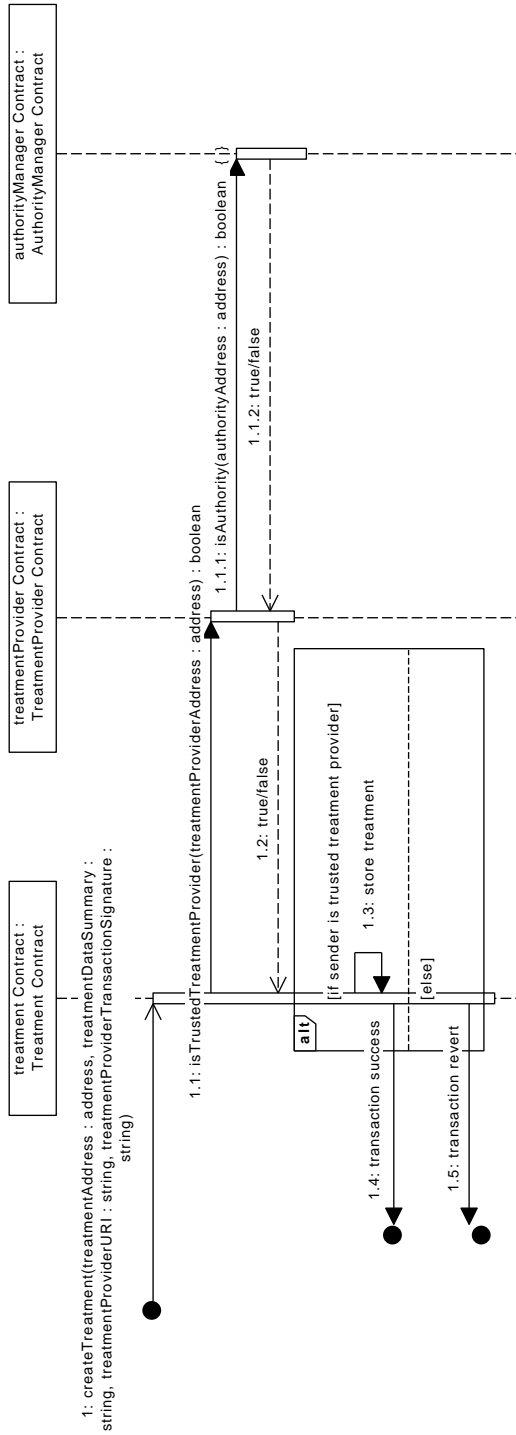 treatment Contract :
Treatment Contract
treatmentProvider Contract :
TreatmentProvider Contract
authorityManager Contract :
AuthorityManager Contract
1: createTreatment(treatmentAddress : address, treatmentDataSummary :
string, treatmentProviderURI : string, treatmentProviderTransactionSignature :
string)
1.1: isTrustedTreatmentProvider(treatmentProviderAddress : address) : boolean
1.1.1: isAuthority(authorityAddress : address) : boolean
{}
1.1.2: true/false
1.2: true/false
alt
[if sender is trusted treatment provider]
1.3: store treatment
1.4: transaction success
[else]
1.5: transaction revert